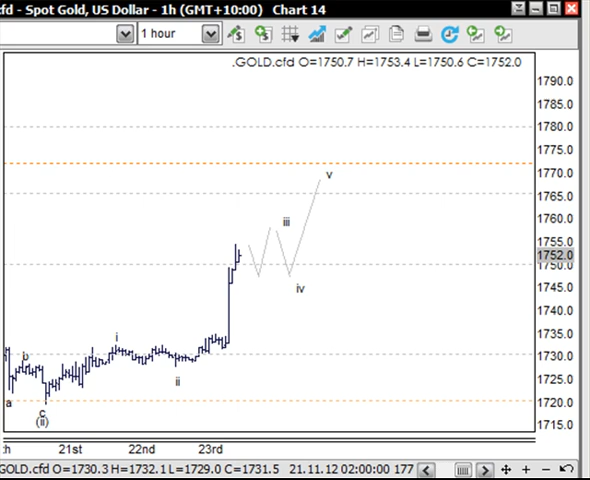 cfd - Spot Gold, US Dollar - 1h (GMT+10:00) Chart 14
1 hour
.GOLD.cfd O=1750.7 H=1753.4 L=1750.6 C=1752.0
1790.0
1785.0
1780.0
1775.0
1770.0
1765.0
1760.0
1755.0
1752.0
1750.0
1745.0
1740.0
1735.0
1730.0
1725.0
1720.0
1715.0
v
iii
iv
i
b
ii
a
c
(ii)
th 21st 22nd 23rd
GOLD.cfd O=1730.3 H=1732.1 L=1729.0 C=1731.5 21.11.12 02:00:00 177